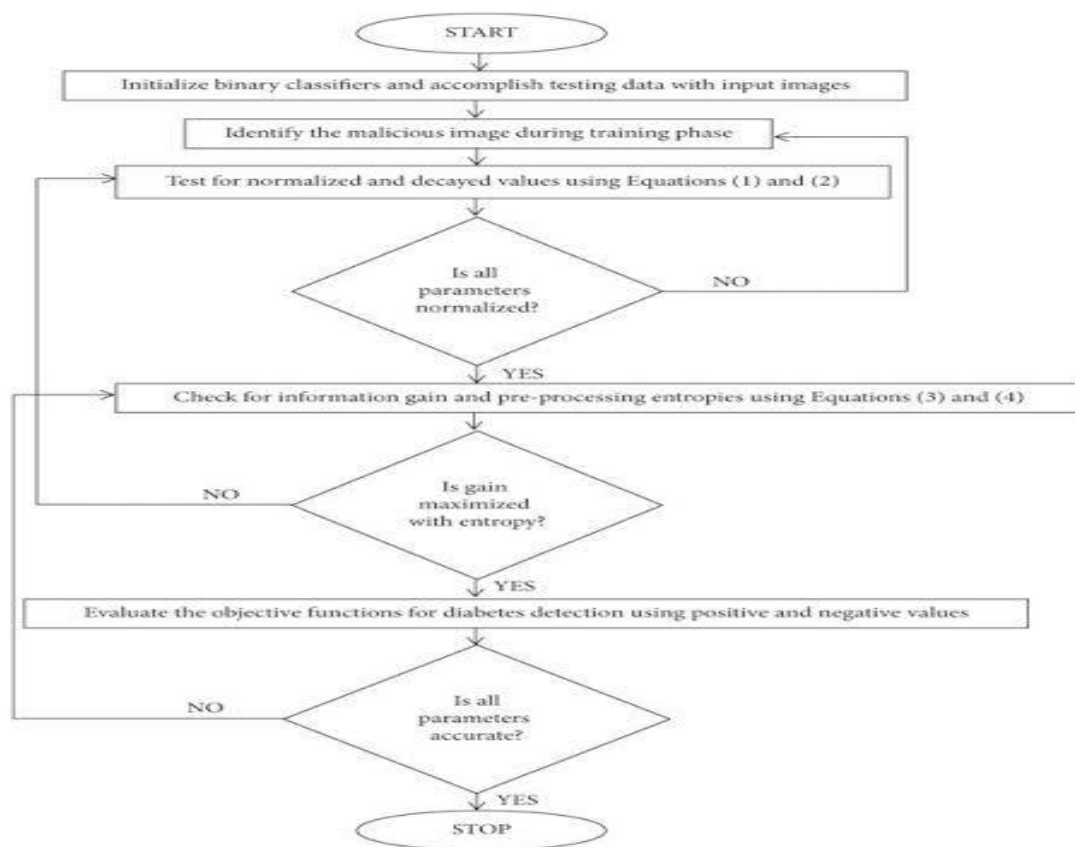 START
Initialize binary classifiers and accomplish testing data with input images
Identify the malicious image during training phase
Test for normalized and decayed values using Equations (1) and (2)
Is all
parameters
normalized?
NO
YES
Check for information gain and pre-processing entropies using Equations (3) and (4)
NO
Is gain
maximized
with entropy?
YES
Evaluate the objective functions for diabetes detection using positive and negative values
NO
Is all
parameters
accurate?
YES
STOP